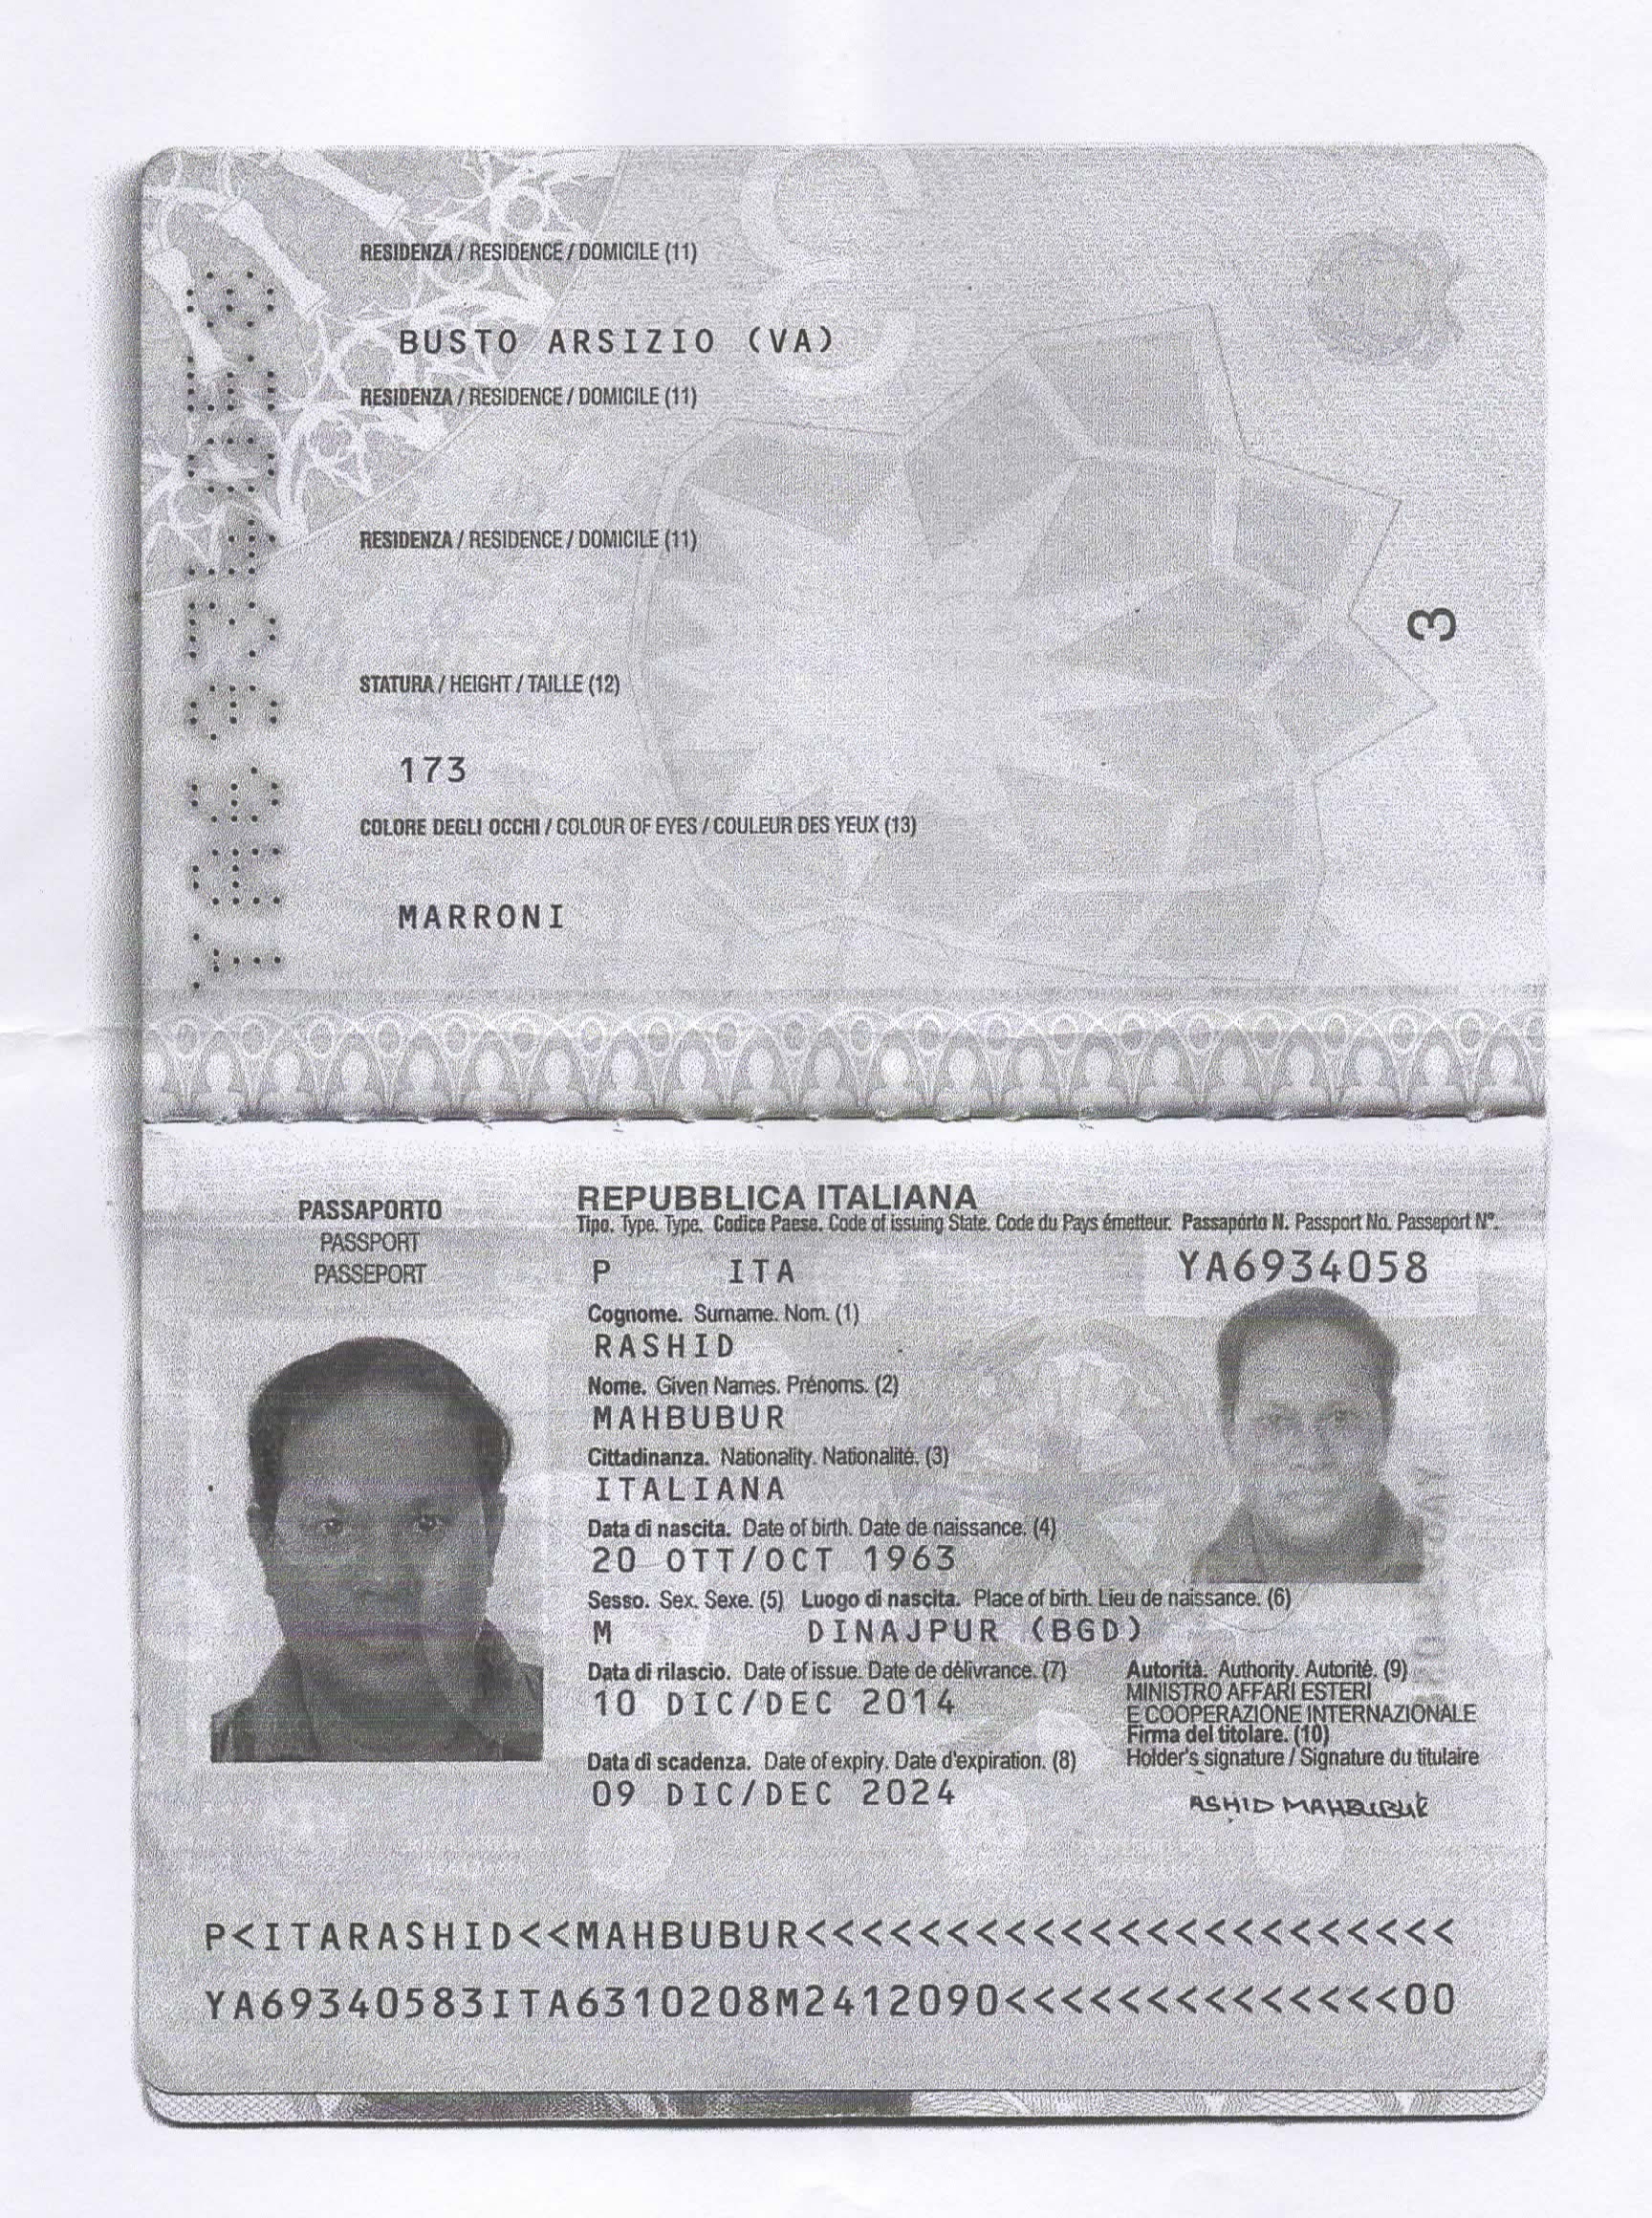 RESIDENZA / RESIDENCE / DOMICILE (11)
BUSTO ARSIZIO (VA)
RESIDENZA / RESIDENCE / DOMICILE (11)
RESIDENZA / RESIDENCE / DOMICILE (11)
STATURA / HEIGHT / TAILLE (12)
173
COLORE DEGLI OCCHI / COLOUR OF EYES / COULEUR DES YEUX (13)
MARRONI
3
PASSAPORTO
PASSPORT
PASSEPORT
REPUBBLICA ITALIANA
Tipo. Type. Type. Codice Paese. Code of issuing State. Code du Pays émetteur. Passaporto N. Passport No. Passeport N°.
P ITA YA6934058
Cognome. Surname. Nom. (1)
RASHID
Nome. Given Names. Prénoms. (2)
MAHBUBUR
Cittadinanza. Nationality. Nationalité. (3)
ITALIANA
Data di nascita. Date of birth. Date de naissance. (4)
20 OTT/OCT 1963
Sesso. Sex. Sexe. (5) Luogo di nascita. Place of birth. Lieu de naissance. (6)
M DINAJPUR (BGD)
Data di rilascio. Date of issue. Date de délivrance. (7)
10 DIC/DEC 2014
Autorità. Authority. Autorité. (9)
MINISTRO AFFARI ESTERI
E COOPERAZIONE INTERNAZIONALE
Firma del titolare. (10)
Holder's signature / Signature du titulaire
Data di scadenza. Date of expiry. Date d'expiration. (8)
09 DIC/DEC 2024
ASHID MAHBUBUR
P<ITARASHID<<MAHBUBUR<<<<<<<<<<<<<<<<<<<<<<<
YA69340583ITA6310208M2412090<<<<<<<<<<<<<<00